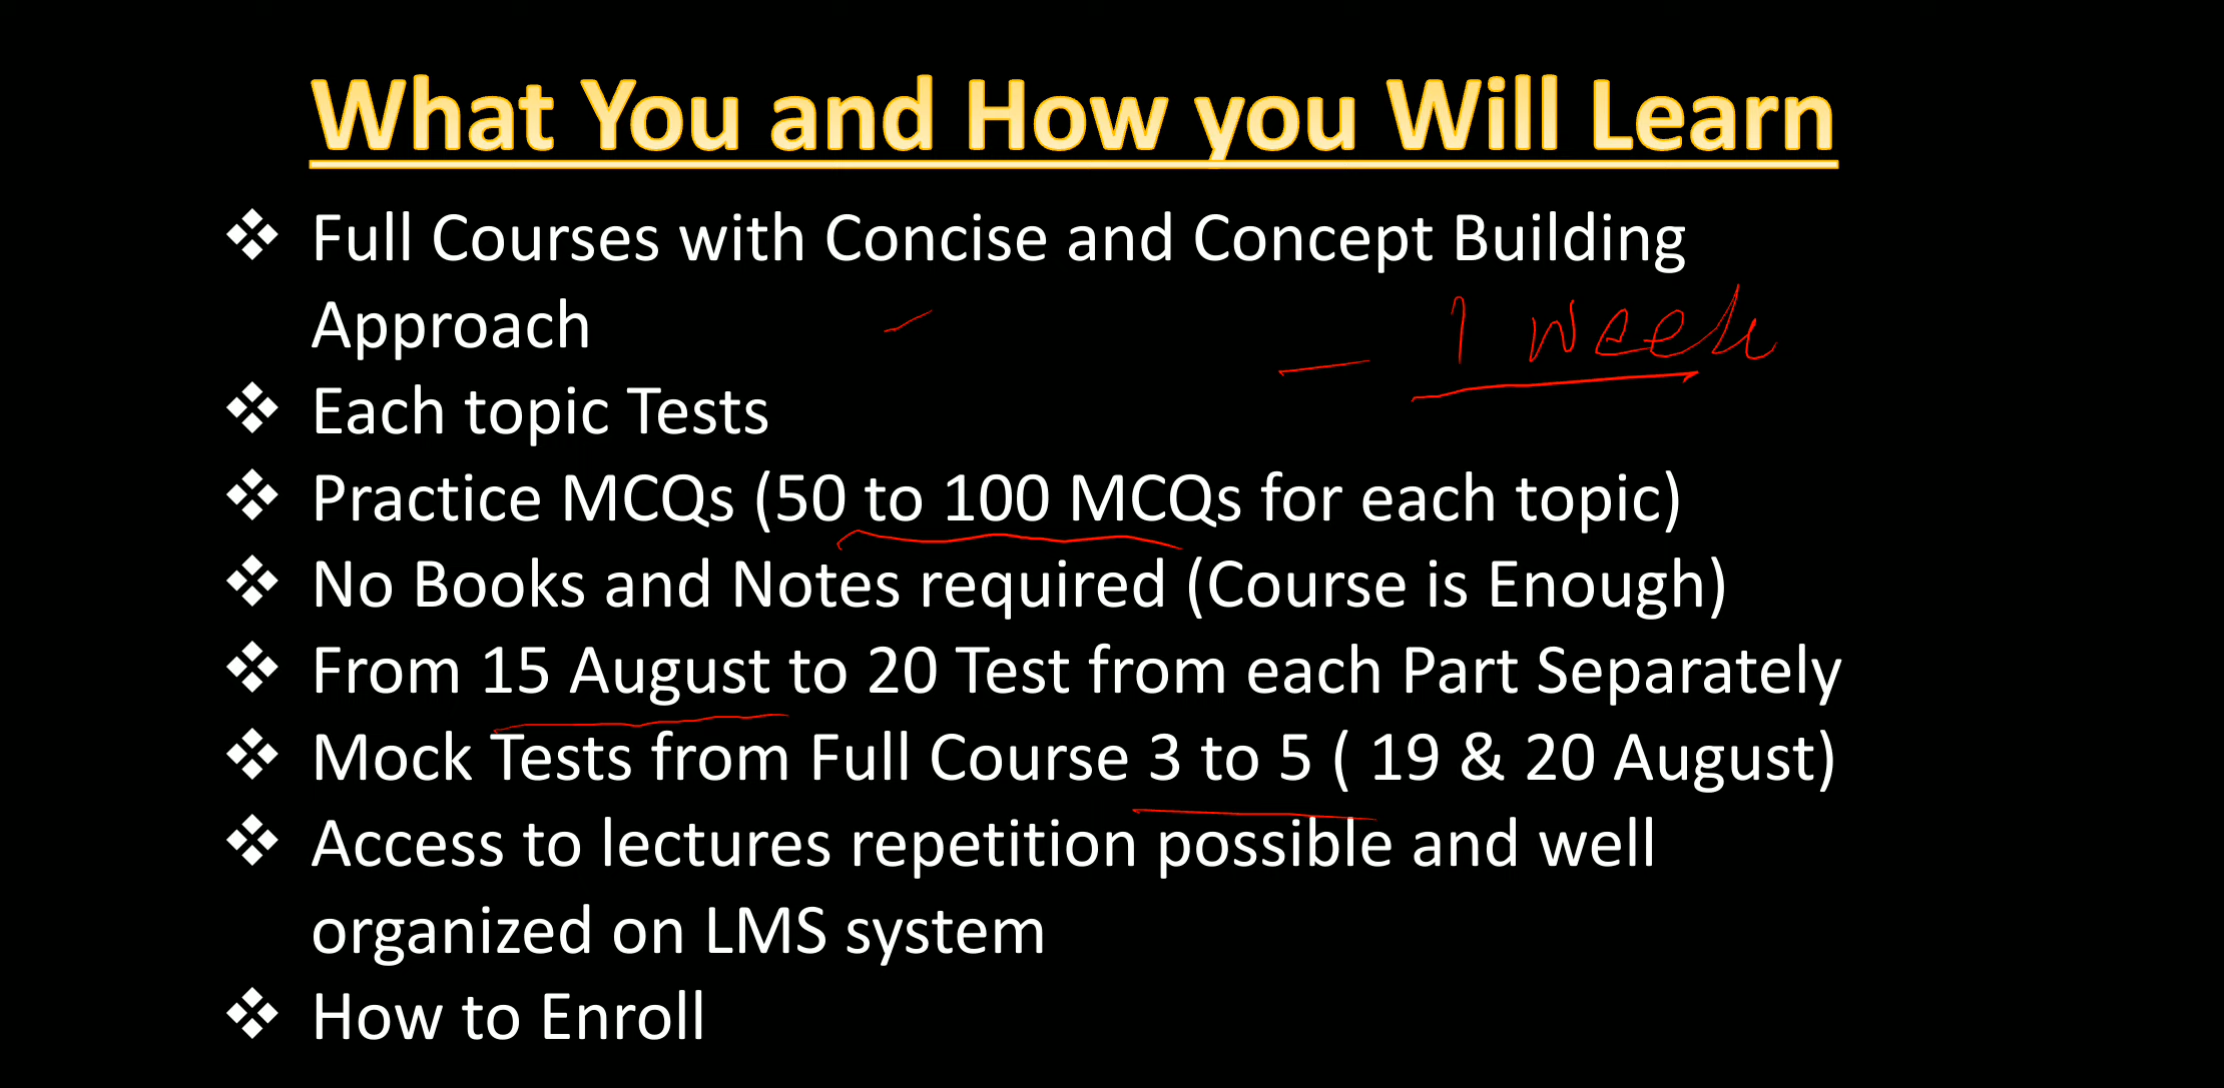 What You and How you Will Learn
❖ Full Courses with Concise and Concept Building
Approach
1 week
❖ Each topic Tests
❖ Practice MCQs (50 to 100 MCQs for each topic)
❖ No Books and Notes required (Course is Enough)
❖ From 15 August to 20 Test from each Part Separately
❖ Mock Tests from Full Course 3 to 5 ( 19 & 20 August)
❖ Access to lectures repetition possible and well
organized on LMS system
❖ How to Enroll